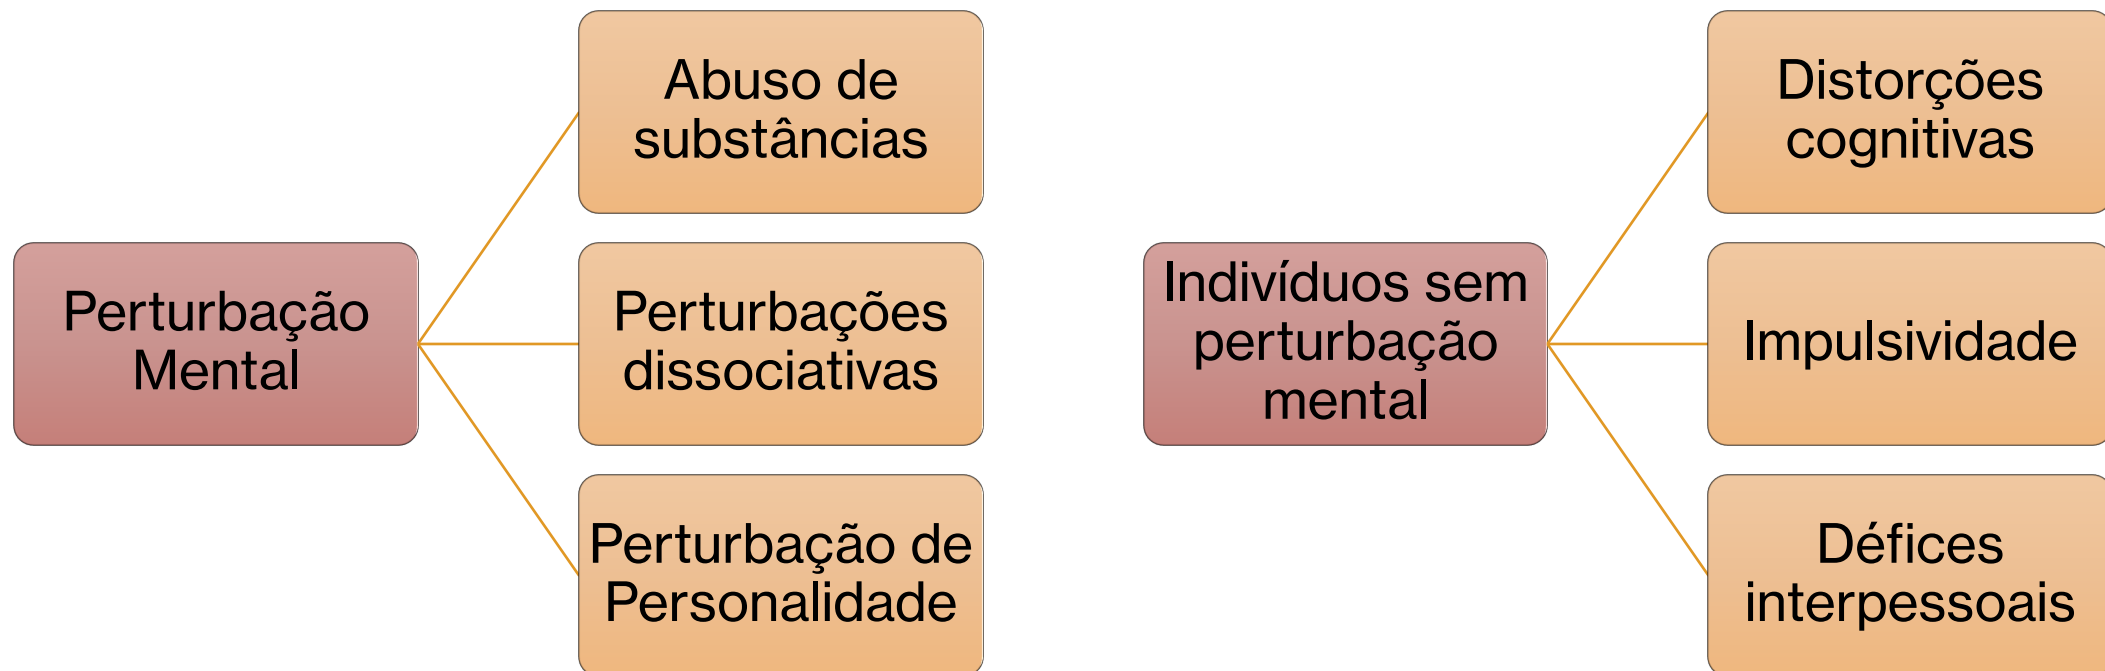 Perturbação
Mental
Abuso de
substâncias
Perturbações
dissociativas
Perturbação de
Personalidade
Indivíduos sem
perturbação
mental
Distorções
cognitivas
Impulsividade
Défices
interpessoais